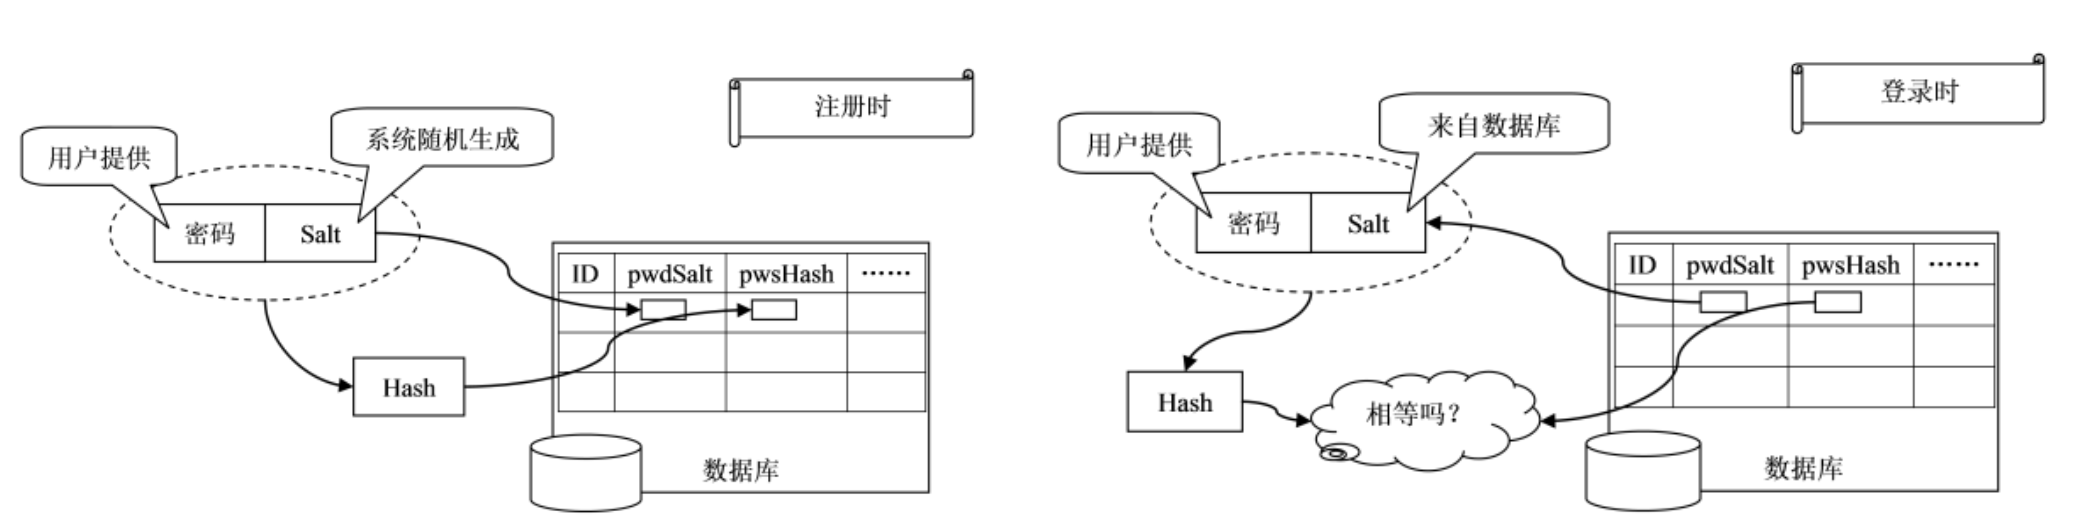 注册时
用户提供
系统随机生成
密码
Salt
ID
pwdSalt
pwsHash
……
Hash
数据库
登录时
用户提供
来自数据库
密码
Salt
ID
pwdSalt
pwsHash
……
Hash
相等吗?
数据库